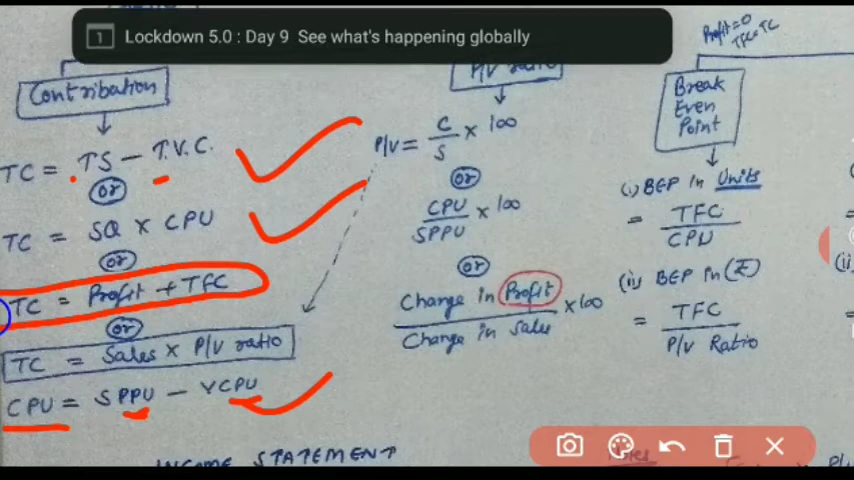 1 Lockdown 5.0 : Day 9 See what's happening globally
Profit=0
TFC=TC
Contribation
TC = TS - T.V.C.
or
TC = SQ x CPU
or
TC = Profit + TFC
or
TC = Sales x P/V ratio
CPU = SPPU - VCPU
P/V ratio
P/V = C/S x 100
or
CPU/SPPU x 100
or
Change in Profit/Change in Sales x 100
Break
Even
Point
(i) BEP in Units
= TFC/CPU
(ii) BEP in (₹)
= TFC/P/V Ratio
(ii)
INCOME STATEMENT